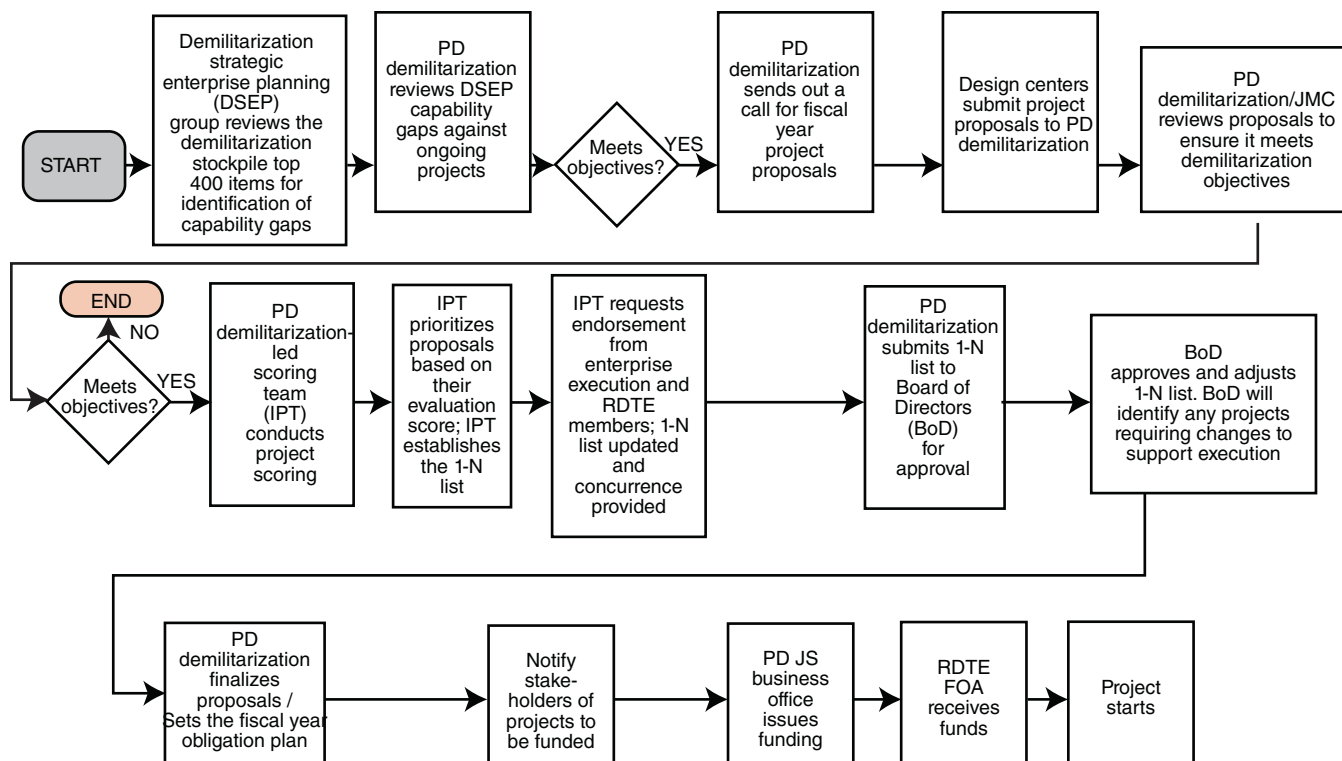 START
Demilitarization
strategic
enterprise planning
(DSEP)
group reviews the
demilitarization
stockpile top
400 items for
identification of
capability gaps
PD
demilitarization
reviews DSEP
capability
gaps against
ongoing
projects
Meets
objectives?
YES
PD
demilitarization
sends out a
call for fiscal
year
project
proposals
Design centers
submit project
proposals to PD
demilitarization
PD
demilitarization/JMC
reviews proposals to
ensure it meets
demilitarization
objectives
END
NO
Meets
objectives?
YES
PD
demilitarization-
led
scoring
team
(IPT)
conducts
project
scoring
IPT
prioritizes
proposals
based on
their
evaluation
score; IPT
establishes
the 1-N
list
IPT requests
endorsement
from
enterprise
execution and
RDTE
members; 1-N
list updated
and
concurrence
provided
PD
demilitarization
submits 1-N
list to
Board of
Directors
(BoD)
for
approval
BoD
approves and adjusts
1-N list. BoD will
identify any projects
requiring changes to
support execution
PD
demilitarization
finalizes
proposals /
Sets the fiscal year
obligation plan
Notify
stake-
holders of
projects to
be funded
PD JS
business
office
issues
funding
RDTE
FOA
receives
funds
Project
starts